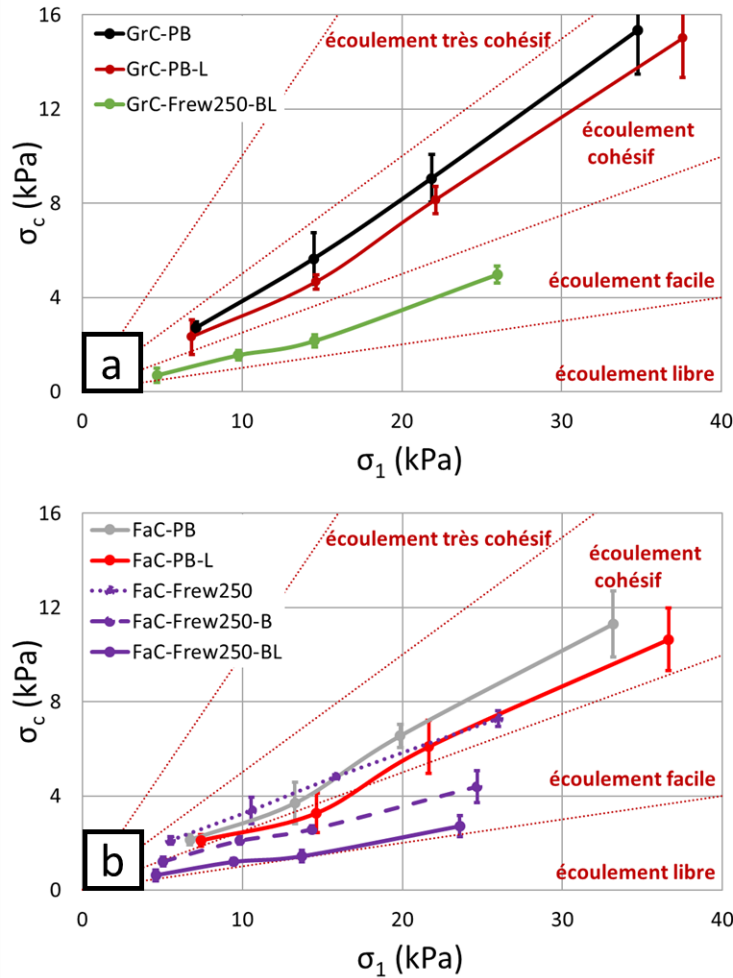 16
12
8
4
0
σc (kPa)
GrC-PB
GrC-PB-L
GrC-Frew250-BL
écoulement très cohésif
écoulement
cohésif
écoulement facile
écoulement libre
a
0 10 20 30 40
σ1 (kPa)
16
12
8
4
0
σc (kPa)
FaC-PB
FaC-PB-L
FaC-Frew250
FaC-Frew250-B
FaC-Frew250-BL
écoulement très cohésif
écoulement
cohésif
écoulement facile
écoulement libre
b
0 10 20 30 40
σ1 (kPa)